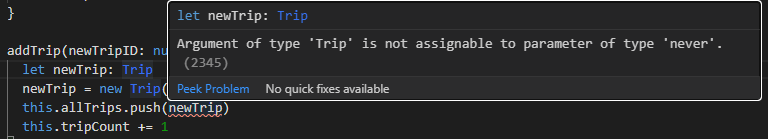 }
let newTrip: Trip
Argument of type 'Trip' is not assignable to parameter of type 'never'.
(2345)
Peek Problem No quick fixes available
addTrip(newTripID: nu
let newTrip: Trip
newTrip = new Trip(
this.allTrips.push(newTrip)
this.tripCount += 1